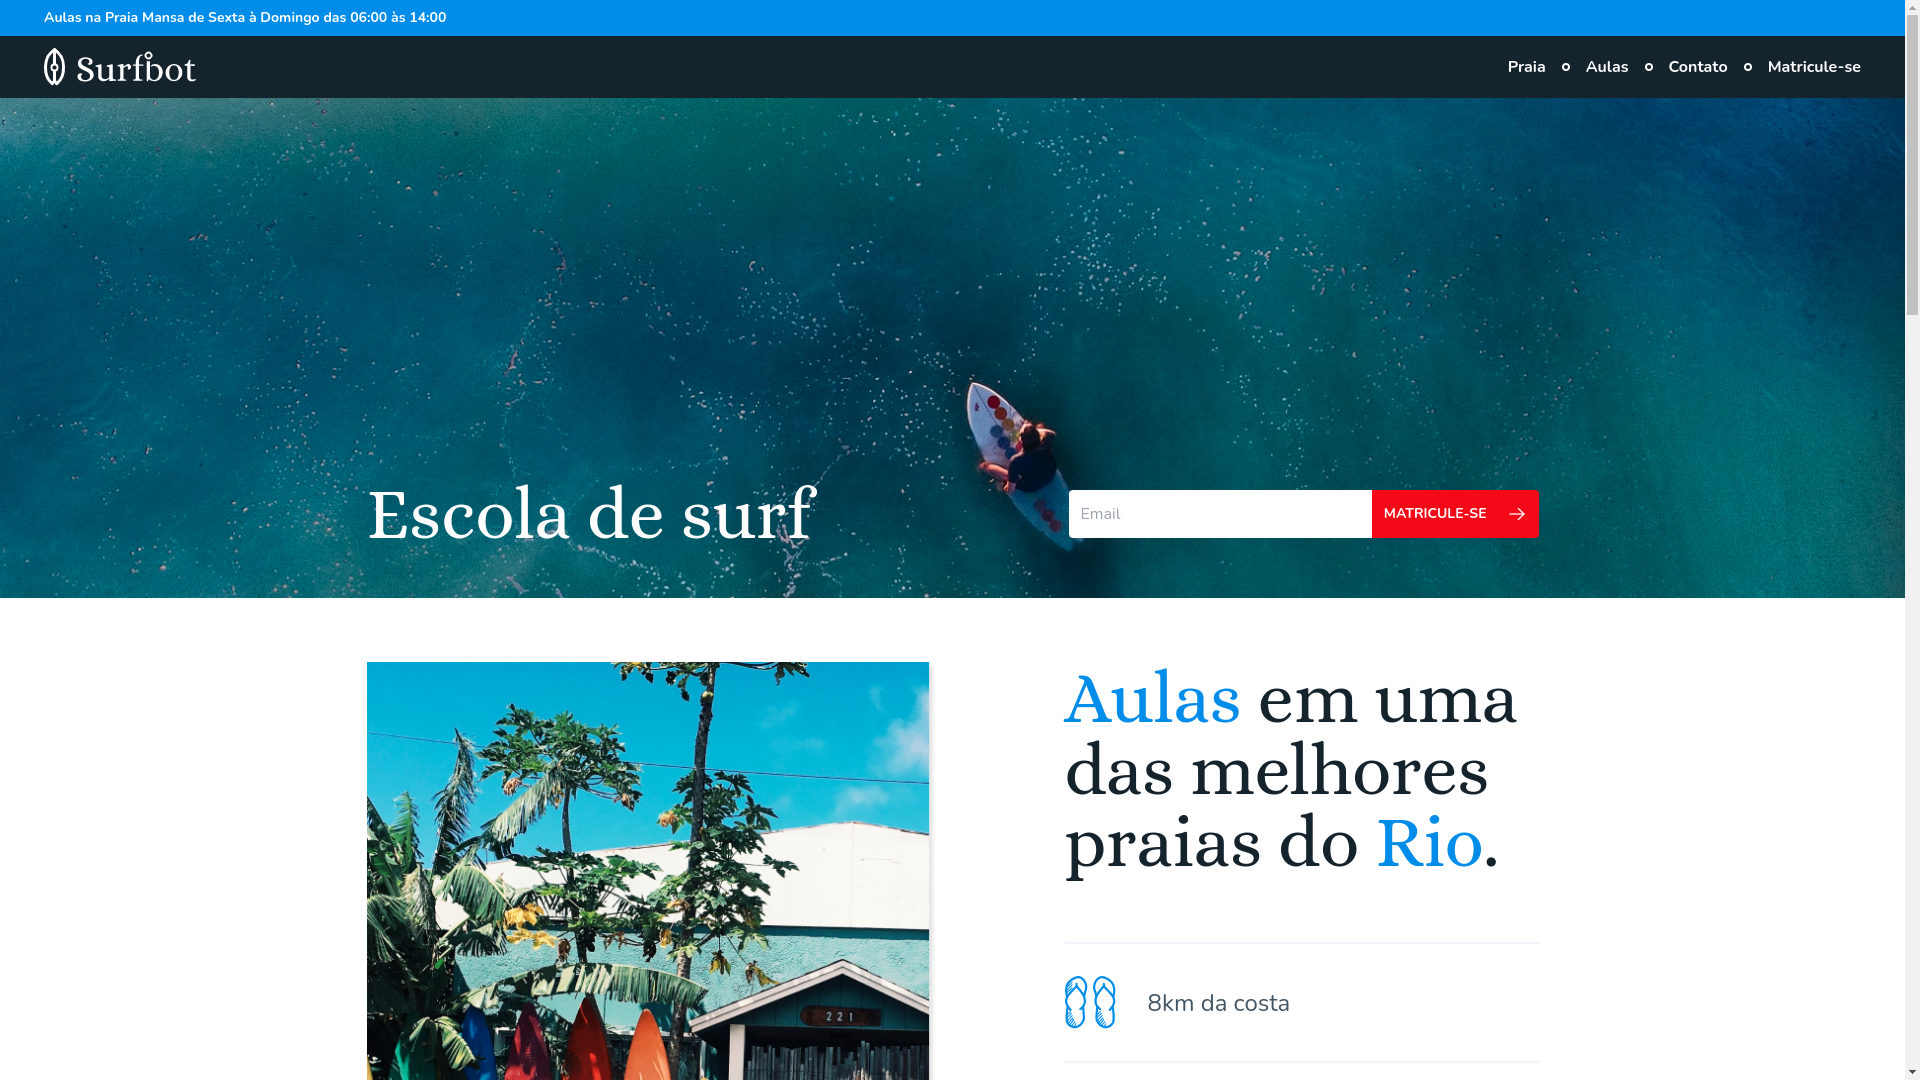 Aulas na Praia Mansa de Sexta à Domingo das 06:00 às 14:00
Surfbot
Praia
Aulas
Contato
Matricule-se
Escola de surf
Email
MATRICULE-SE
Aulas em uma
das melhores
praias do Rio.
221
8km da costa